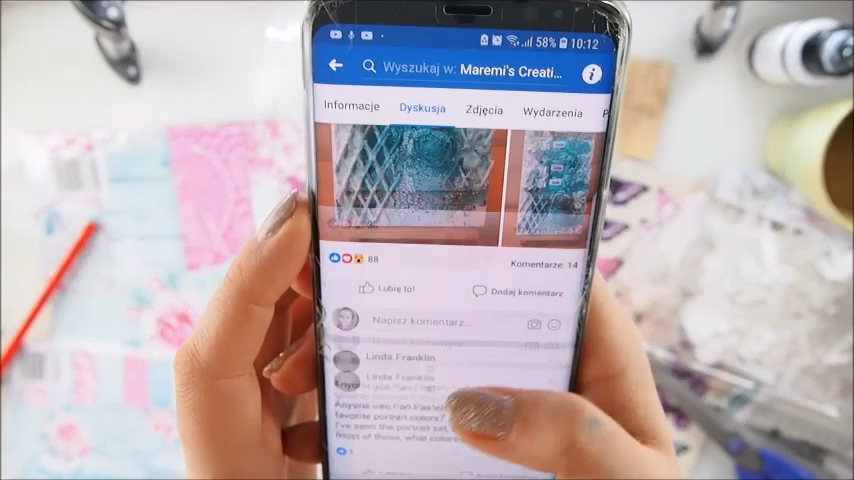 58% 10:12
Wyszukaj w: Maremi's Creati...
Informacje Dyskusja Zdjęcia Wydarzenia P
88
Komentarze: 14
Lubię to! Dodaj komentarz
Napisz komentarz...
Linda Franklin
Linda Franklin
Anyone use Pan Pastel
favorite portrait colors?
I've seen the portrait set,
most of those, what colors
1